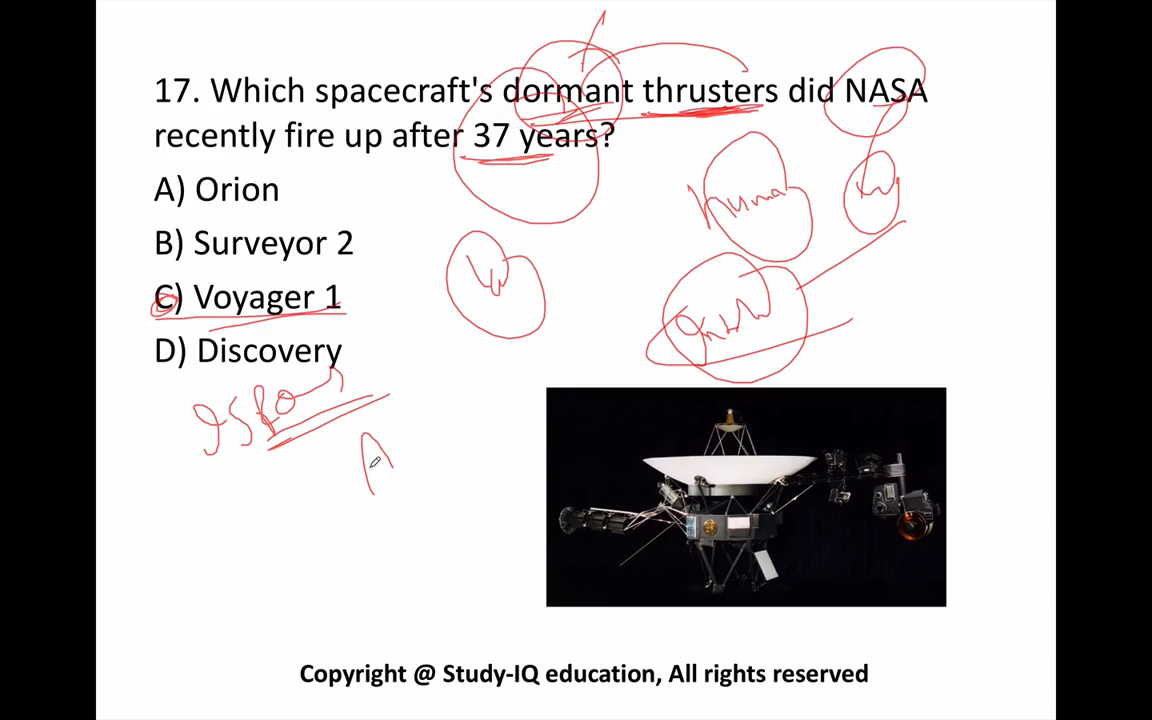 17. Which spacecraft's dormant thrusters did NASA
recently fire up after 37 years?
A) Orion
B) Surveyor 2
C) Voyager 1
D) Discovery
Copyright @ Study-IQ education, All rights reserved